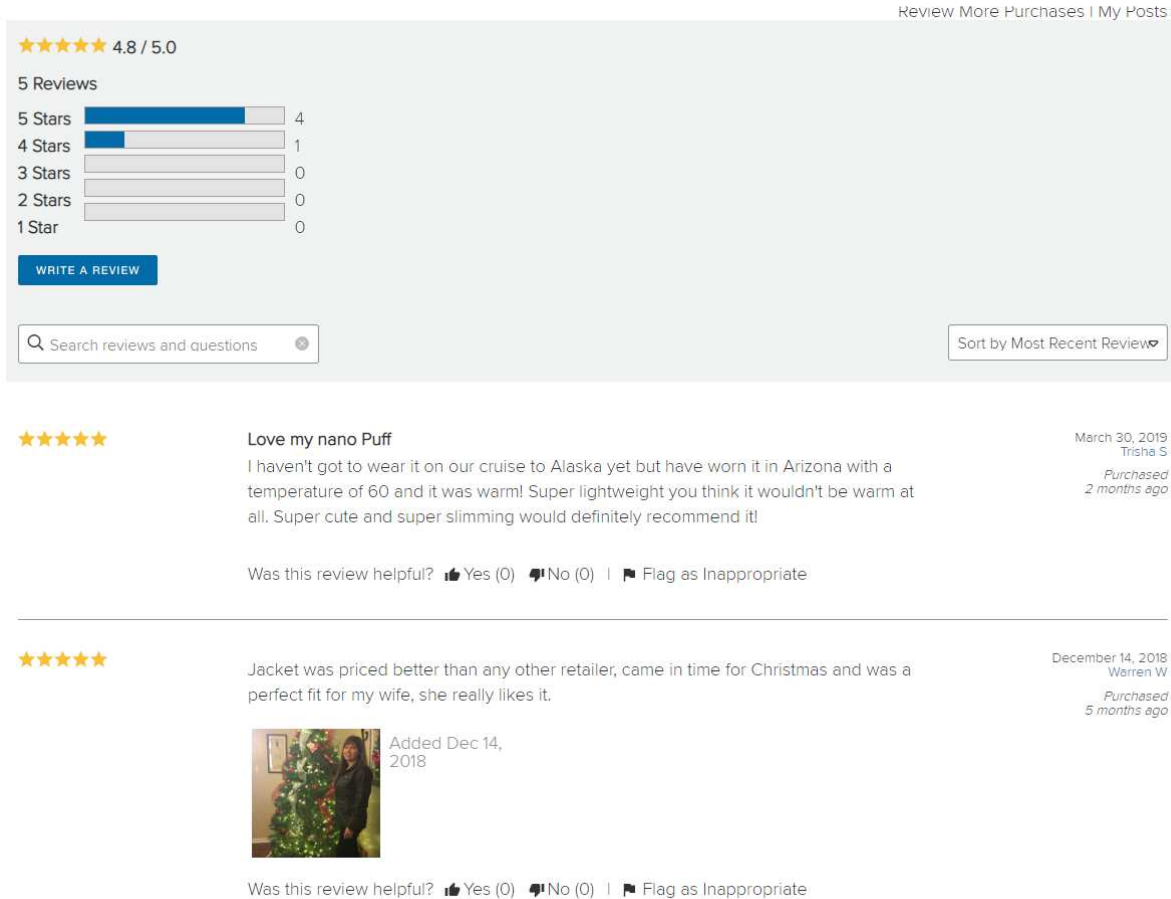 Review More Purchases | My Posts
4.8 / 5.0
5 Reviews
5 Stars 4
4 Stars 1
3 Stars 0
2 Stars 0
1 Star 0
WRITE A REVIEW
Search reviews and questions
Sort by Most Recent Review
Love my nano Puff
March 30, 2019
I haven't got to wear it on our cruise to Alaska yet but have worn it in Arizona with a
Trisha S
temperature of 60 and it was warm! Super lightweight you think it wouldn't be warm at
Purchased
2 months ago
all. Super cute and super slimming would definitely recommend it!
Was this review helpful? Yes (0) No (0) | Flag as Inappropriate
Jacket was priced better than any other retailer, came in time for Christmas and was a
December 14, 2018
Warren W
perfect fit for my wife, she really likes it.
Purchased
5 months ago
Added Dec 14,
2018
Was this review helpful? Yes (0) No (0) | Flag as Inappropriate